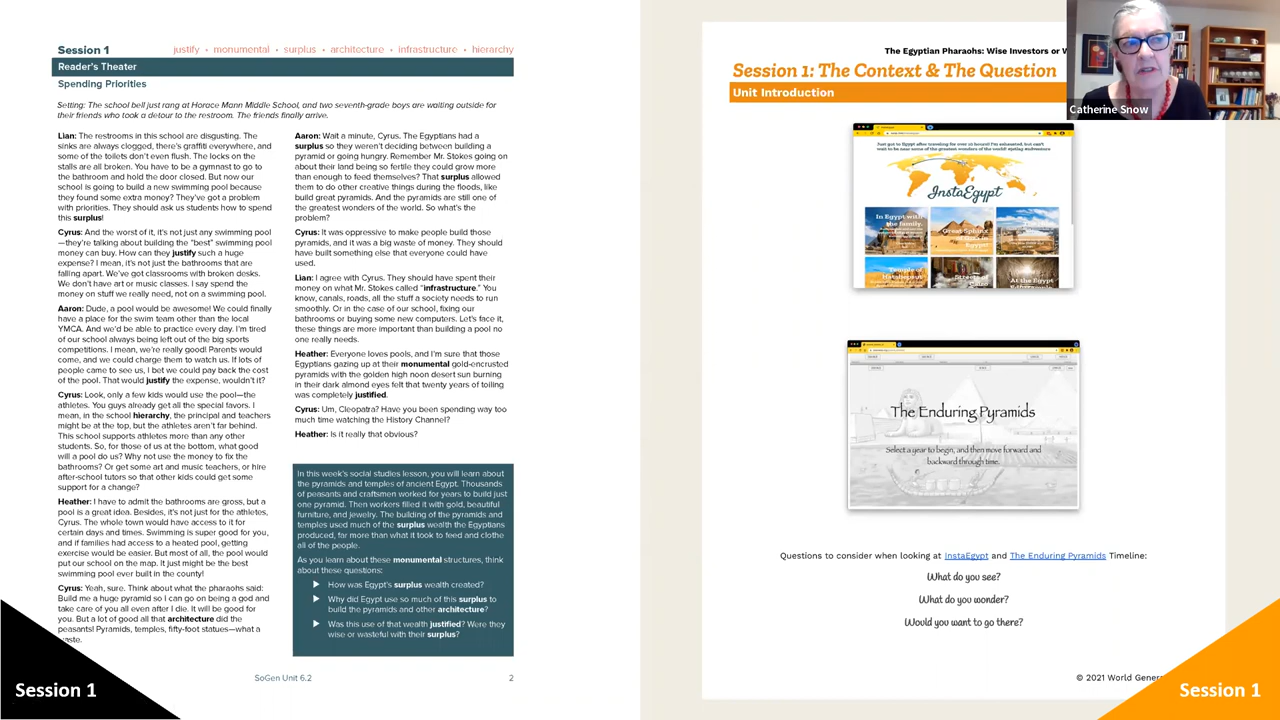 Session 1
justify • monumental • surplus • architecture • infrastructure • hierarchy
Reader's Theater
Spending Priorities
Setting: The school bell just rang at Horace Mann Middle School, and two seventh-grade boys are waiting outside for
their friends who took a detour to the restroom. The friends finally arrive.
Lian: The restrooms in this school are disgusting. The
sinks are always clogged, there's graffiti everywhere, and
some of the toilets don't even flush. The locks on the
stalls are all broken. You have to be a gymnast to go to
the bathroom and hold the door closed. But now our
school is going to build a new swimming pool because
they found some extra money? They've got a problem
with priorities. They should ask us students how to spend
this surplus!
Cyrus: And the worst of it, it's not just any swimming pool
—they're talking about building the "best" swimming pool
money can buy. How can they justify such a huge
expense? I mean, it's not just the bathrooms that are
falling apart. We've got classrooms with broken desks.
We don't have art or music classes. I say spend the
money on stuff we really need, not on a swimming pool.
Aaron: Dude, a pool would be awesome! We could finally
have a place for the swim team other than the local
YMCA. And we'd be able to practice every day. I'm tired
of our school always being left out of the big sports
competitions. I mean, we're really good! Parents would
come, and we could charge them to watch us. If lots of
people came to see us, I bet we could pay back the cost
of the pool. That would justify the expense, wouldn't it?
Cyrus: Look, only a few kids would use the pool—the
athletes. You guys already get all the special favors. I
mean, in the school hierarchy, the principal and teachers
might be at the top, but the athletes aren't far behind.
This school supports athletes more than any other
students. So, for those of us at the bottom, what good
will a pool do us? Why not use the money to fix the
bathrooms? Or get some art and music teachers, or hire
after-school tutors so that other kids could get some
support for a change?
Heather: I have to admit the bathrooms are gross, but a
pool is a great idea. Besides, it's not just for the athletes,
Cyrus. The whole town would have access to it for
certain days and times. Swimming is super good for you,
and if families had access to a heated pool, getting
exercise would be easier. But most of all, the pool would
put our school on the map. It just might be the best
swimming pool ever built in the county!
Cyrus: Yeah, sure. Think about what the pharaohs said:
Build me a huge pyramid so I can go on being a god and
take care of you all even after I die. It will be good for
you. But a lot of good all that architecture did the
peasants! Pyramids, temples, fifty-foot statues—what a
waste.
Aaron: Wait a minute, Cyrus. The Egyptians had a
surplus so they weren't deciding between building a
pyramid or going hungry. Remember Mr. Stokes going on
about their land being so fertile they could grow more
than enough to feed themselves? That surplus allowed
them to do other creative things during the floods, like
build great pyramids. And the pyramids are still one of
the greatest wonders of the world. So what's the
problem?
Cyrus: It was oppressive to make people build those
pyramids, and it was a big waste of money. They should
have built something else that everyone could have
used.
Lian: I agree with Cyrus. They should have spent their
money on what Mr. Stokes called "infrastructure." You
know, canals, roads, all the stuff a society needs to run
smoothly. Or in the case of our school, fixing our
bathrooms or buying some new computers. Let's face it,
these things are more important than building a pool no
one really needs.
Heather: Everyone loves pools, and I'm sure that those
Egyptians gazing up at their monumental gold-encrusted
pyramids with the golden high noon desert sun burning
in their dark almond eyes felt that twenty years of toiling
was completely justified.
Cyrus: Um, Cleopatra? Have you been spending way too
much time watching the History Channel?
Heather: Is it really that obvious?
In this week's social studies lesson, you will learn about
the pyramids and temples of ancient Egypt. Thousands
of peasants and craftsmen worked for years to build just
one pyramid. Then workers filled it with gold, beautiful
furniture, and jewelry. The building of the pyramids and
temples used much of the surplus wealth the Egyptians
produced, far more than what it took to feed and clothe
all of the people.
As you learn about these monumental structures, think
about these questions:
▶ How was Egypt's surplus wealth created?
▶ Why did Egypt use so much of this surplus to
build the pyramids and other architecture?
▶ Was this use of that wealth justified? Were they
wise or wasteful with their surplus?
SoGen Unit 6.2
2
Session 1
The Egyptian Pharaohs: Wise Investors or W
Session 1: The Context & The Question
Unit Introduction
Catherine Snow
Just got to Egypt after traveling for over 10 hours! I'm exhausted, but can't
wait to see some of the greatest wonders of the world!
InstaEgypt
In Egypt with
the family.
Great Sphinx
Temple of
Streets of
At the Egypt
The Enduring Pyramids
Select a year to begin, and then move forward and
backward through time.
Questions to consider when looking at InstaEgypt and The Enduring Pyramids Timeline:
What do you see?
What do you wonder?
Would you want to go there?
© 2021 World Genera
Session 1